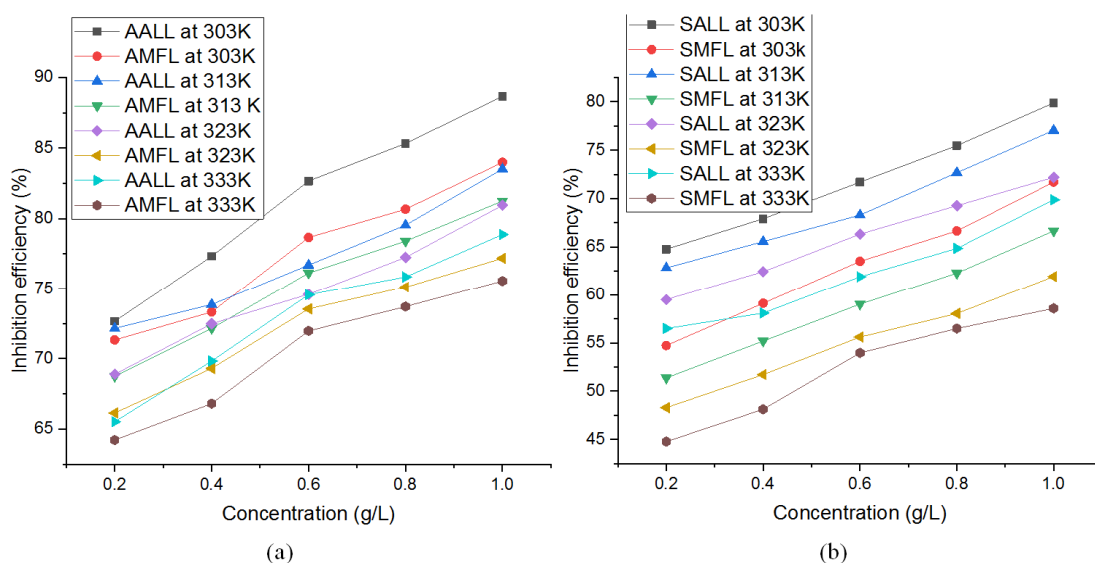 AALL at 303K
AMFL at 303K
AALL at 313K
AMFL at 313 K
AALL at 323K
AMFL at 323K
AALL at 333K
AMFL at 333K
90
85
80
75
70
65
Inhibition efficiency (%)
0.2 0.4 0.6 0.8 1.0
Concentration (g/L)
(a)
SALL at 303K
SMFL at 303k
SALL at 313K
SMFL at 313K
SALL at 323K
SMFL at 323K
SALL at 333K
SMFL at 333K
80
75
70
65
60
55
50
45
Inhibition efficiency (%)
0.2 0.4 0.6 0.8 1.0
Concentration (g/L)
(b)